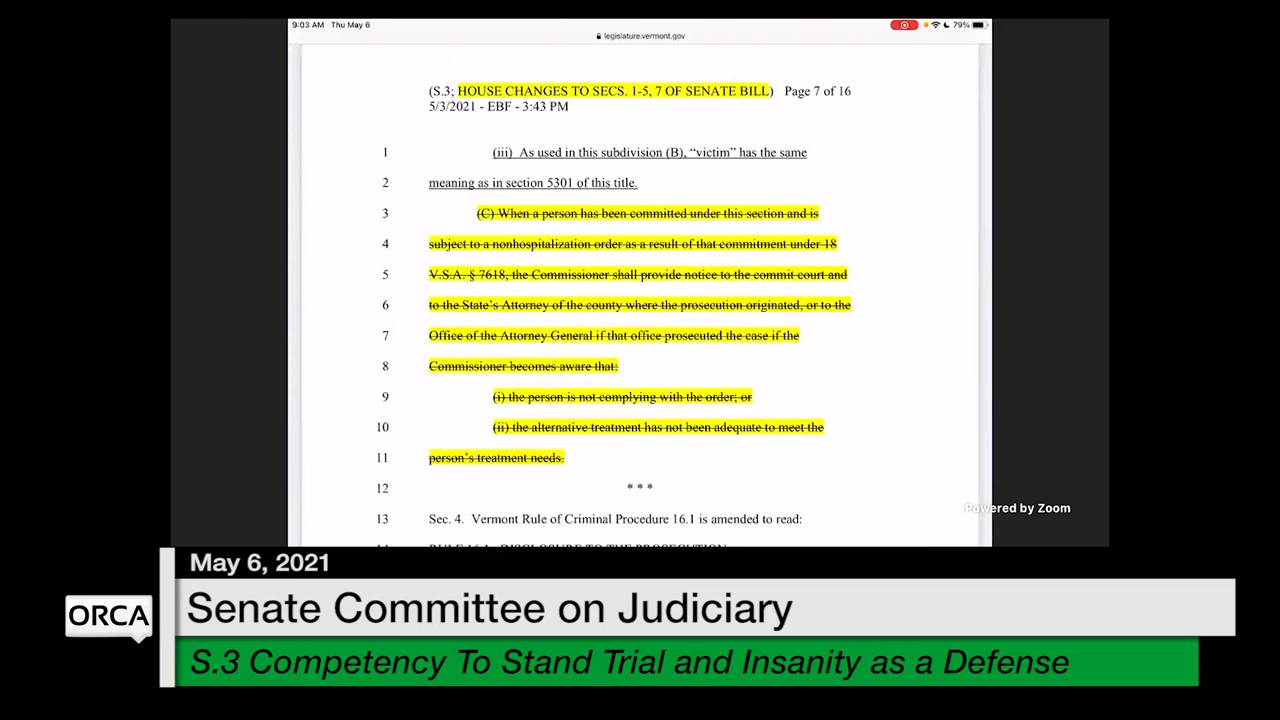 9:03 AM Thu May 6
79%
legislature.vermont.gov
(S.3; HOUSE CHANGES TO SECS. 1-5, 7 OF SENATE BILL) Page 7 of 16
5/3/2021 - EBF - 3:43 PM
1 (iii) As used in this subdivision (B), “victim” has the same
2 meaning as in section 5301 of this title.
3 (C) When a person has been committed under this section and is
4 subject to a nonhospitalization order as a result of that commitment under 18
5 V.S.A. § 7618, the Commissioner shall provide notice to the commit court and
6 to the State’s Attorney of the county where the prosecution originated, or to the
7 Office of the Attorney General if that office prosecuted the case if the
8 Commissioner becomes aware that:
9 (i) the person is not complying with the order; or
10 (ii) the alternative treatment has not been adequate to meet the
11 person’s treatment needs.
12 * * *
Powered by Zoom
13 Sec. 4. Vermont Rule of Criminal Procedure 16.1 is amended to read:
14 RULE 16.1. DISCLOSURE TO THE PROSECUTION
May 6, 2021
ORCA
Senate Committee on Judiciary
S.3 Competency To Stand Trial and Insanity as a Defense